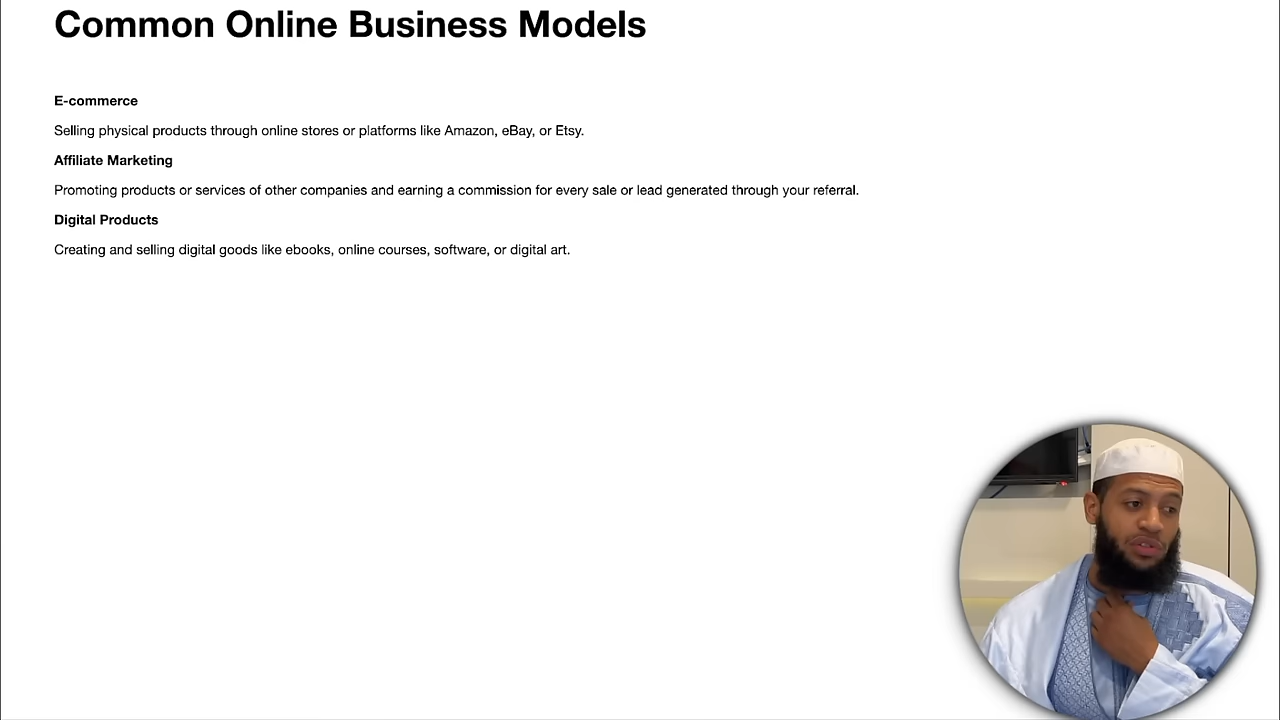 Common Online Business Models
E-commerce
Selling physical products through online stores or platforms like Amazon, eBay, or Etsy.
Affiliate Marketing
Promoting products or services of other companies and earning a commission for every sale or lead generated through your referral.
Digital Products
Creating and selling digital goods like ebooks, online courses, software, or digital art.